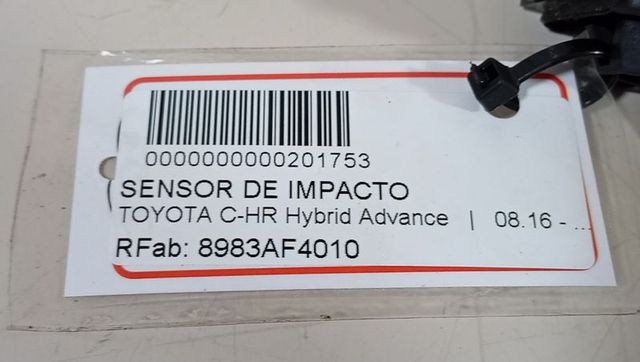 0000000000201753
SENSOR DE IMPACTO
TOYOTA C-HR Hybrid Advance | 08.16 - ...
RFab: 8983AF4010